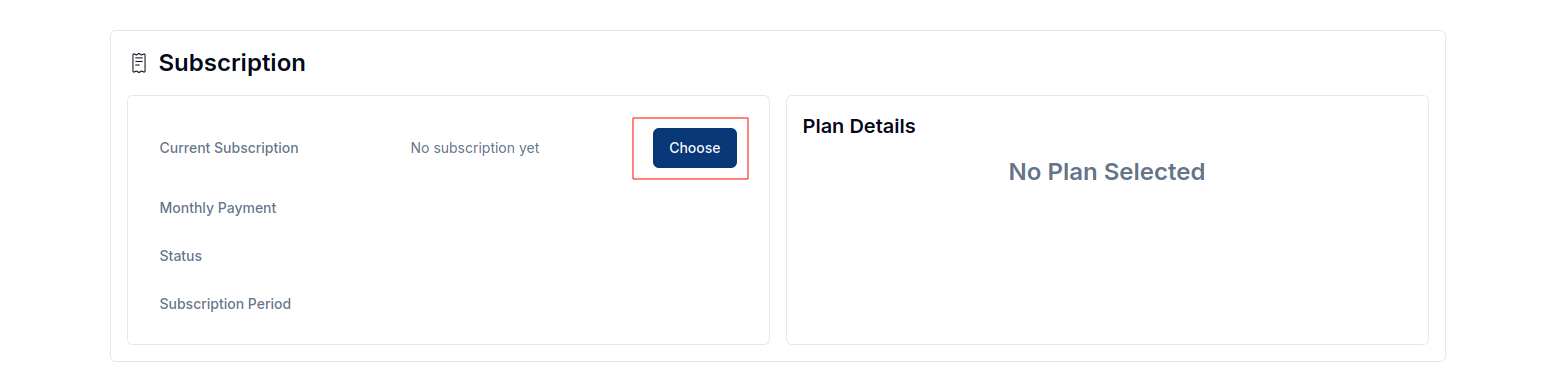 Subscription
Current Subscription
No subscription yet
Choose
Monthly Payment
Status
Subscription Period
Plan Details
No Plan Selected